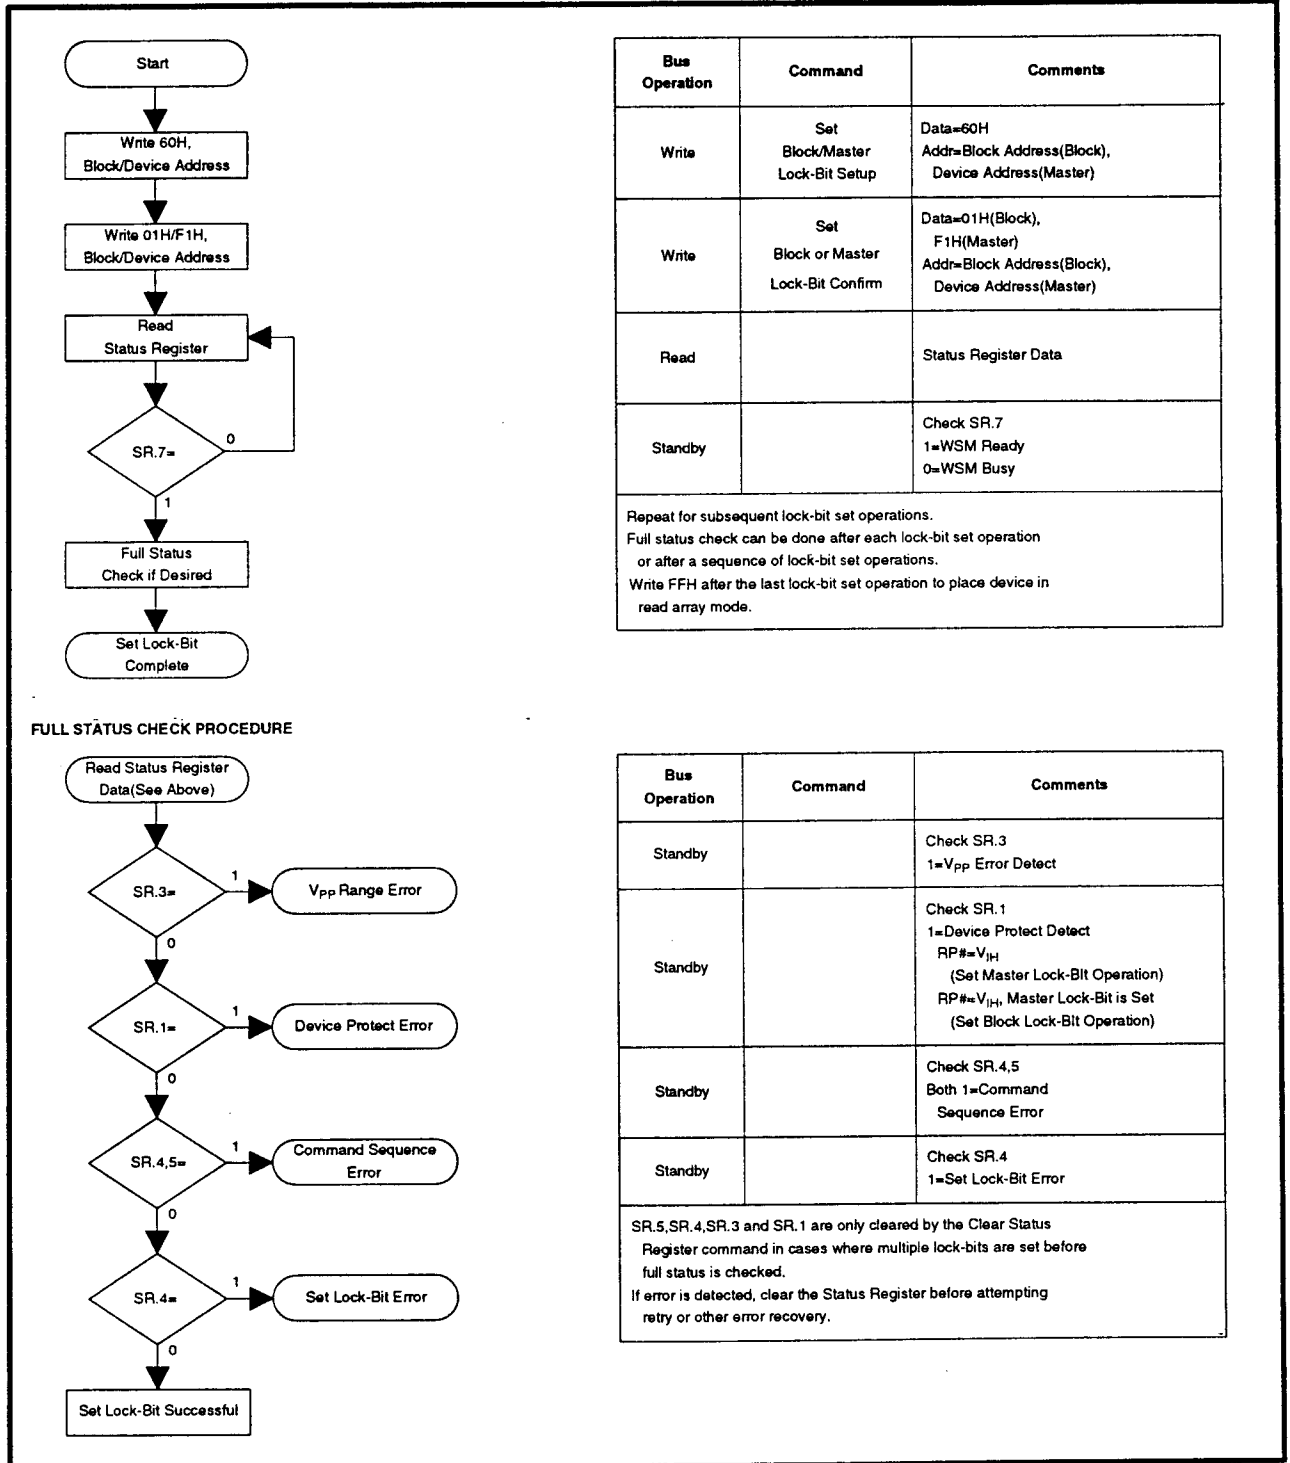 Start
Write 60H,
Block/Device Address
Write 01H/F1H,
Block/Device Address
Read
Status Register
SR.7=
0
1
Full Status
Check if Desired
Set Lock-Bit
Complete
Bus
Operation
Command
Comments
Write
Set
Block/Master
Lock-Bit Setup
Data=60H
Addr=Block Address(Block),
Device Address(Master)
Write
Set
Block or Master
Lock-Bit Confirm
Data=01H(Block),
F1H(Master)
Addr=Block Address(Block),
Device Address(Master)
Read
Status Register Data
Standby
Check SR.7
1=WSM Ready
0=WSM Busy
Repeat for subsequent lock-bit set operations.
Full status check can be done after each lock-bit set operation
or after a sequence of lock-bit set operations.
Write FFH after the last lock-bit set operation to place device in
read array mode.
FULL STATUS CHECK PROCEDURE
Read Status Register
Data(See Above)
SR.3=
1
VPP Range Error
0
SR.1=
1
Device Protect Error
0
SR.4,5=
1
Command Sequence
Error
0
SR.4=
1
Set Lock-Bit Error
0
Set Lock-Bit Successful
Bus
Operation
Command
Comments
Standby
Check SR.3
1=VPP Error Detect
Standby
Check SR.1
1=Device Protect Detect
RP#=VIH
(Set Master Lock-Bit Operation)
RP#=VIH, Master Lock-Bit is Set
(Set Block Lock-Bit Operation)
Standby
Check SR.4,5
Both 1=Command
Sequence Error
Standby
Check SR.4
1=Set Lock-Bit Error
SR.5,SR.4,SR.3 and SR.1 are only cleared by the Clear Status
Register command in cases where multiple lock-bits are set before
full status is checked.
If error is detected, clear the Status Register before attempting
retry or other error recovery.